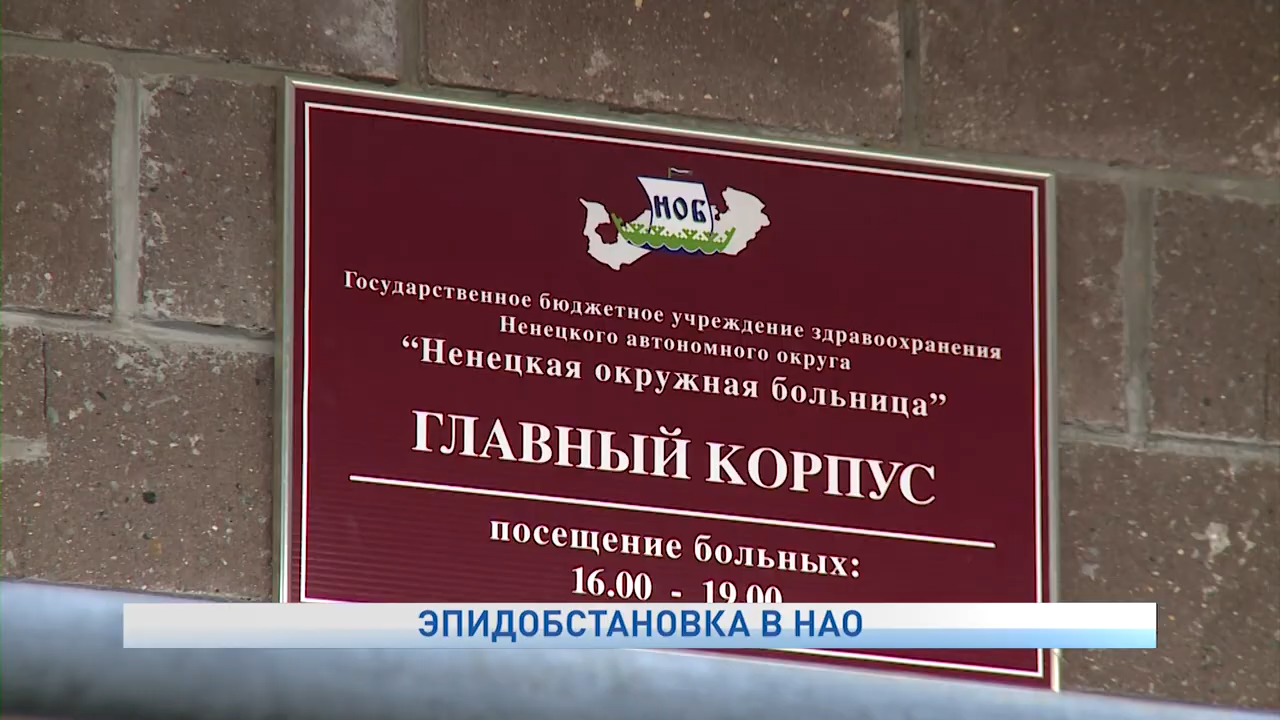 НОБ
Государственное бюджетное учреждение здравоохранения
Ненецкого автономного округа
“Ненецкая окружная больница”
ГЛАВНЫЙ КОРПУС
посещение больных:
16.00 - 19.00
ЭПИДОБСТАНОВКА В НАО